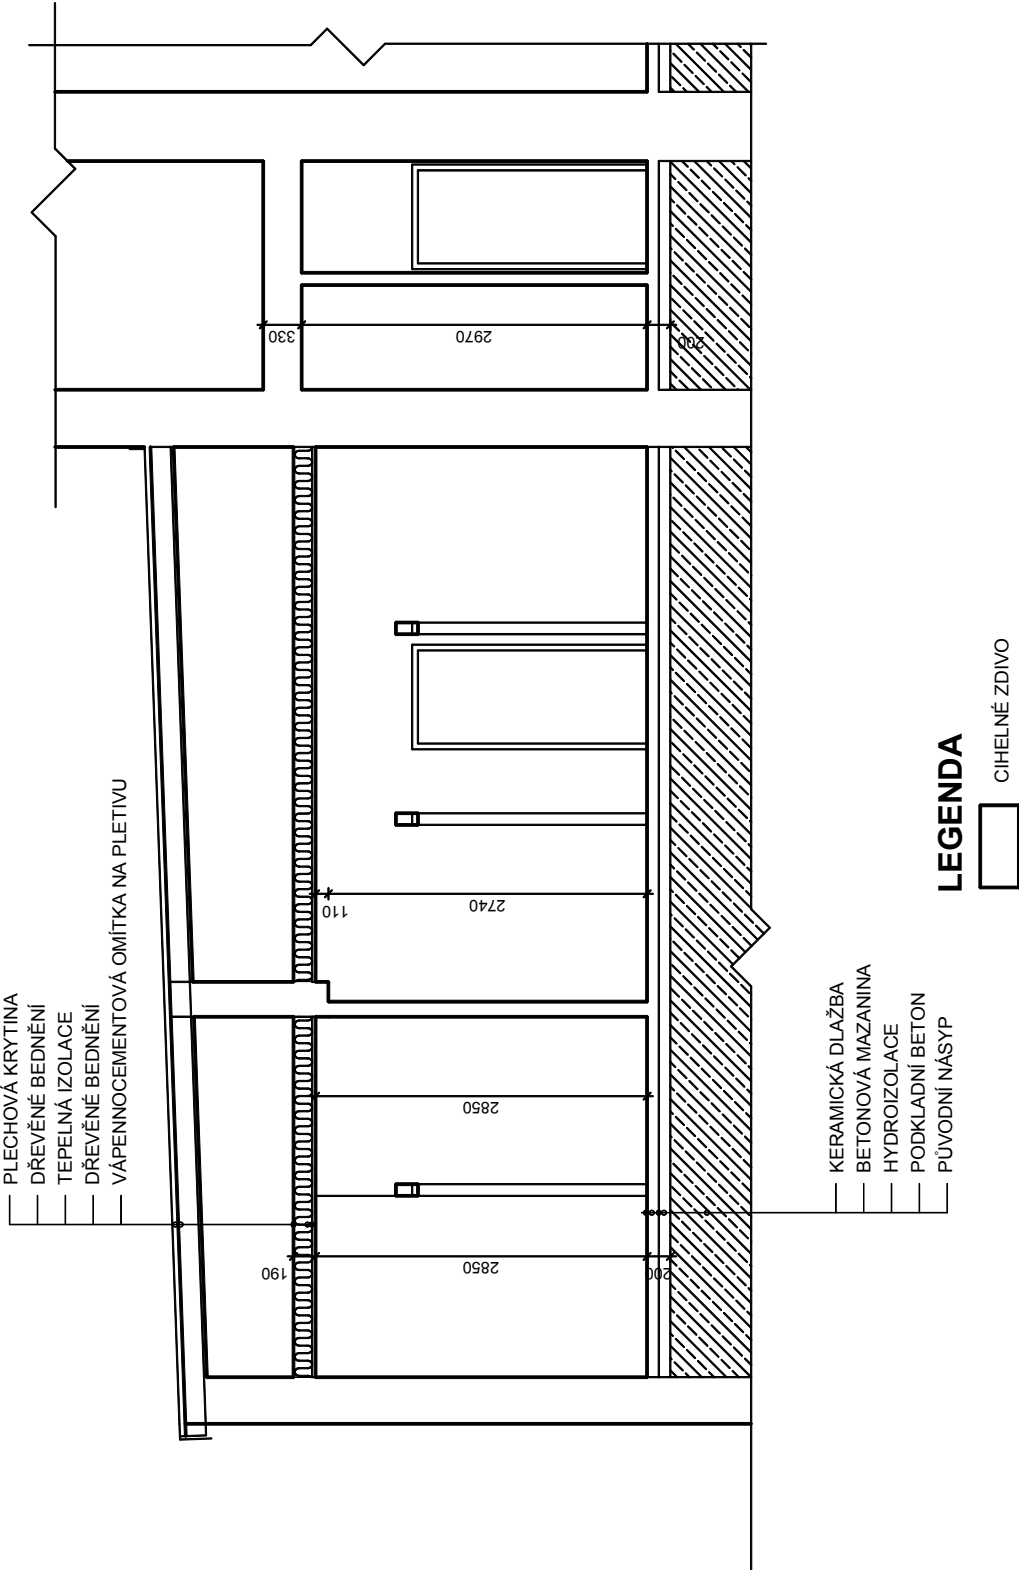 PLECHOVÁ KRYTINA
DŘEVĚNÉ BEDNĚNÍ
TEPELNÁ IZOLACE
DŘEVĚNÉ BEDNĚNÍ
VÁPENNOCEMENTOVÁ OMÍTKA NA PLETIVU
190
2850
200
2850
110
2740
330
2970
200
KERAMICKÁ DLAŽBA
BETONOVÁ MAZANINA
HYDROIZOLACE
PODKLADNÍ BETON
PŮVODNÍ NÁSYP
LEGENDA
CIHELNÉ ZDIVO